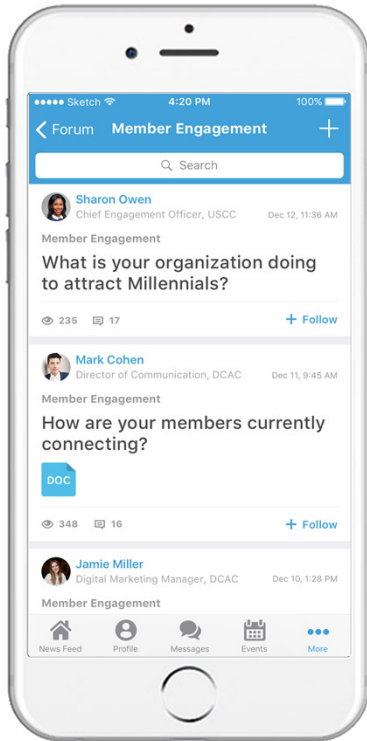 Sketch 4:20 PM 100%
Forum Member Engagement +
Search
Sharon Owen
Chief Engagement Officer, USCC Dec 12, 11:36 AM
Member Engagement
What is your organization doing
to attract Millennials?
235 17 + Follow
Mark Cohen
Director of Communication, DCAC Dec 11, 9:45 AM
Member Engagement
How are your members currently
connecting?
DOC
348 16 + Follow
Jamie Miller
Digital Marketing Manager, DCAC Dec 10, 1:28 PM
Member Engagement
News Feed Profile Messages Events More